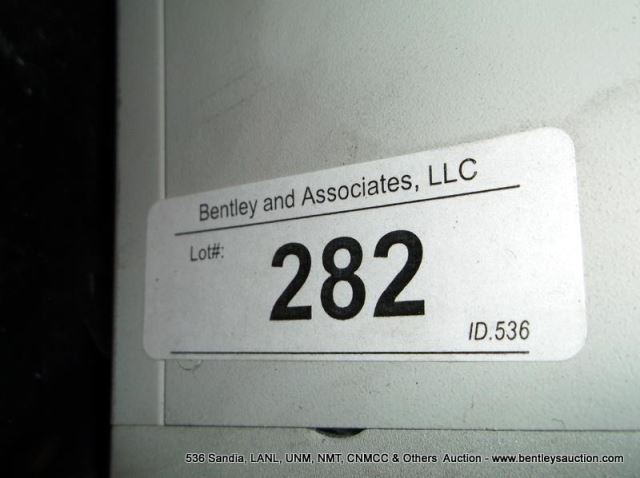 Bentley and Associates, LLC
Lot#:
282
ID.536
536 Sandia, LANL, UNM, NMT, CNMCC & Others Auction - www.bentleysauction.com